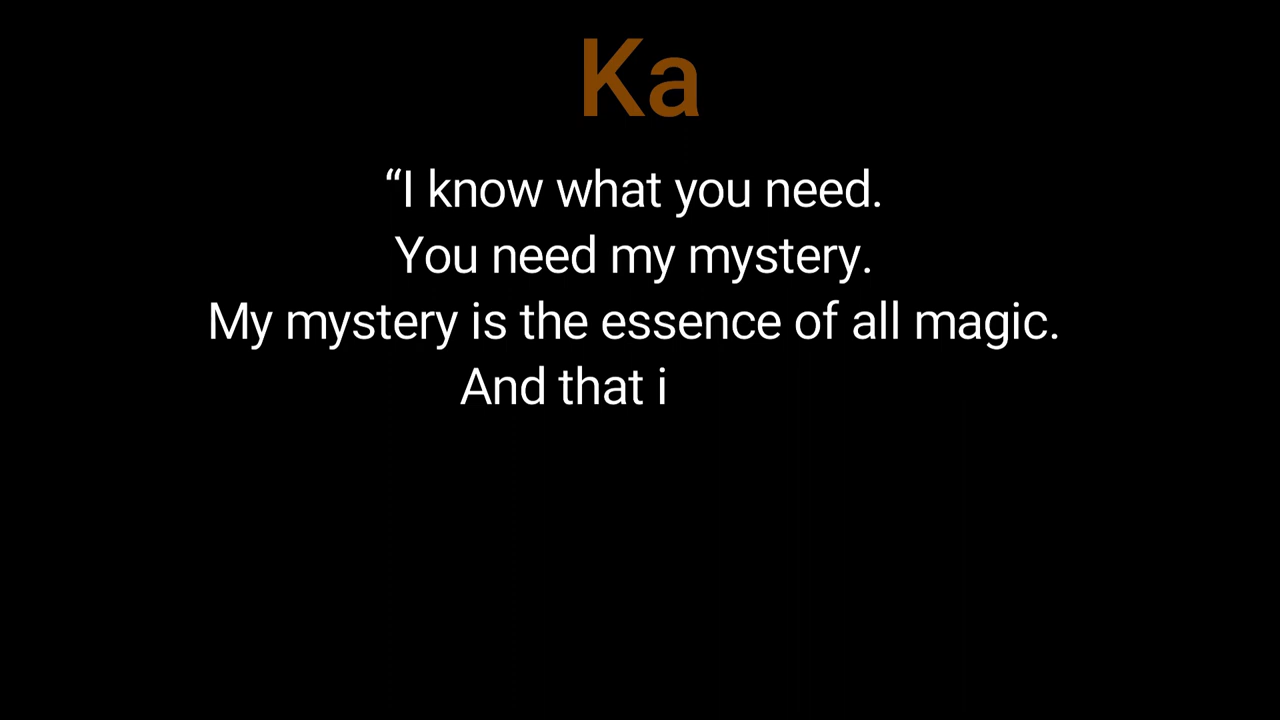 Ka
“I know what you need.
You need my mystery.
My mystery is the essence of all magic.
And that i